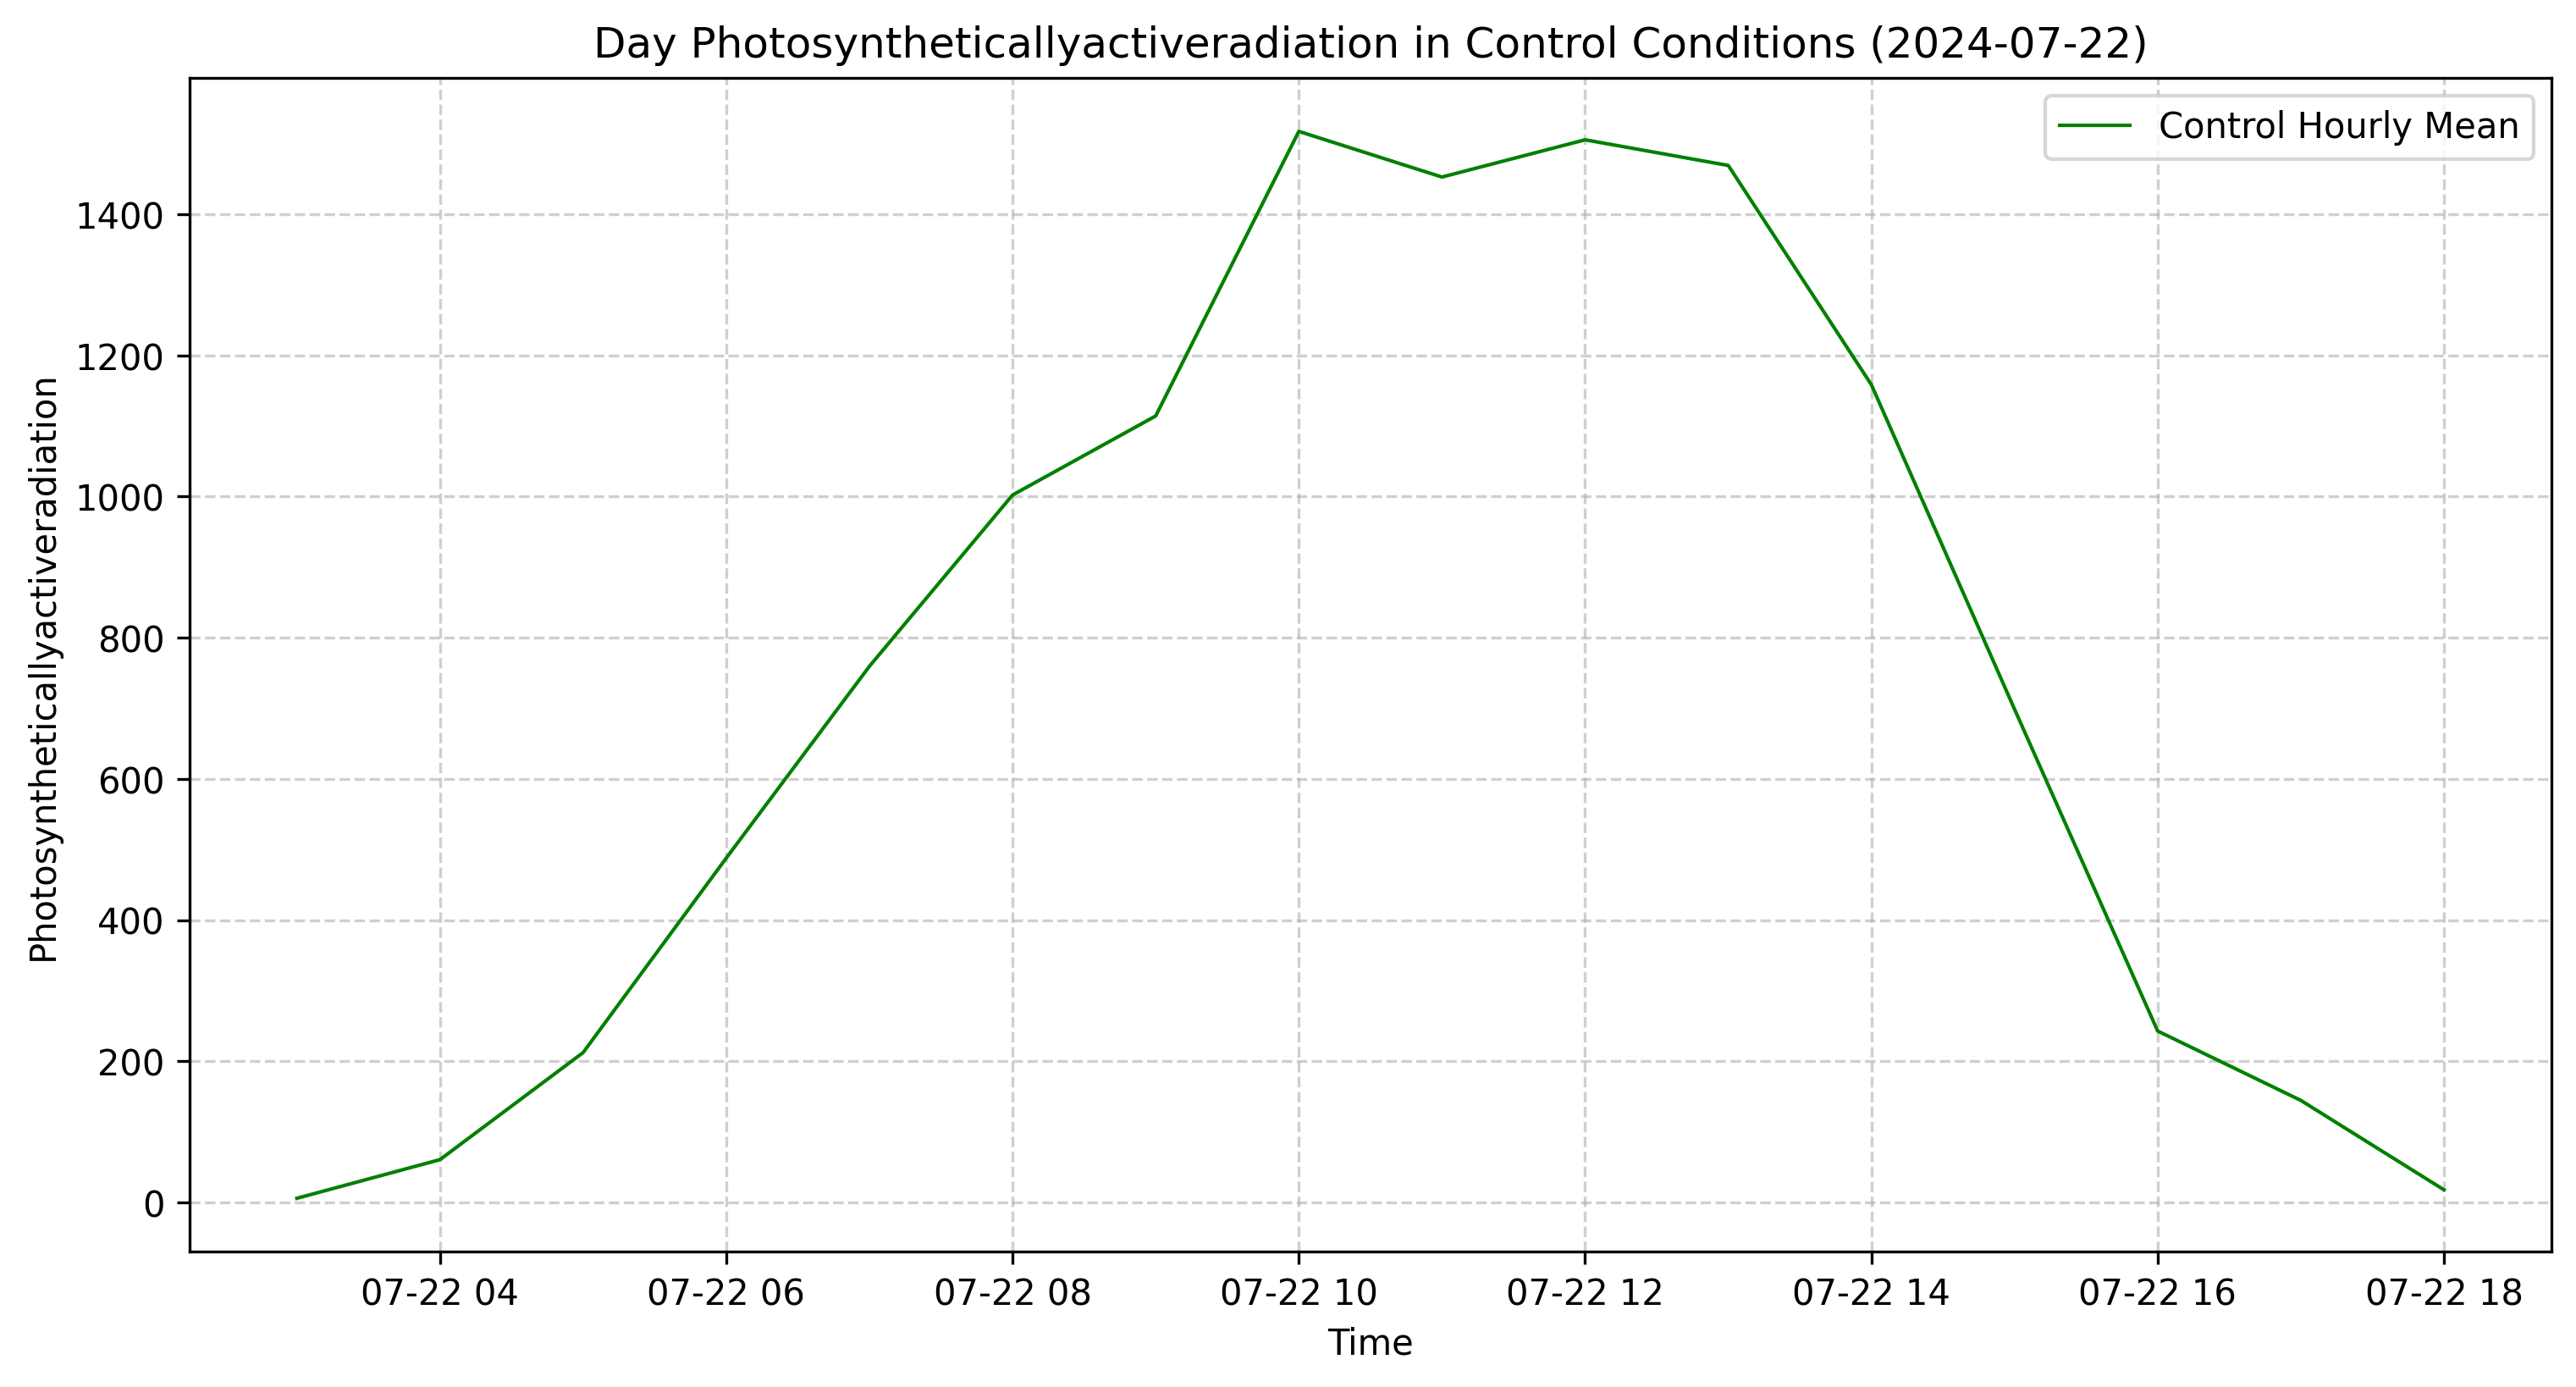 Day Photosyntheticallyactiveradiation in Control Conditions (2024-07-22)
Control Hourly Mean
Photosyntheticallyactiveradiation
1400
1200
1000
800
600
400
200
0
07-22 04 07-22 06 07-22 08 07-22 10 07-22 12 07-22 14 07-22 16 07-22 18
Time